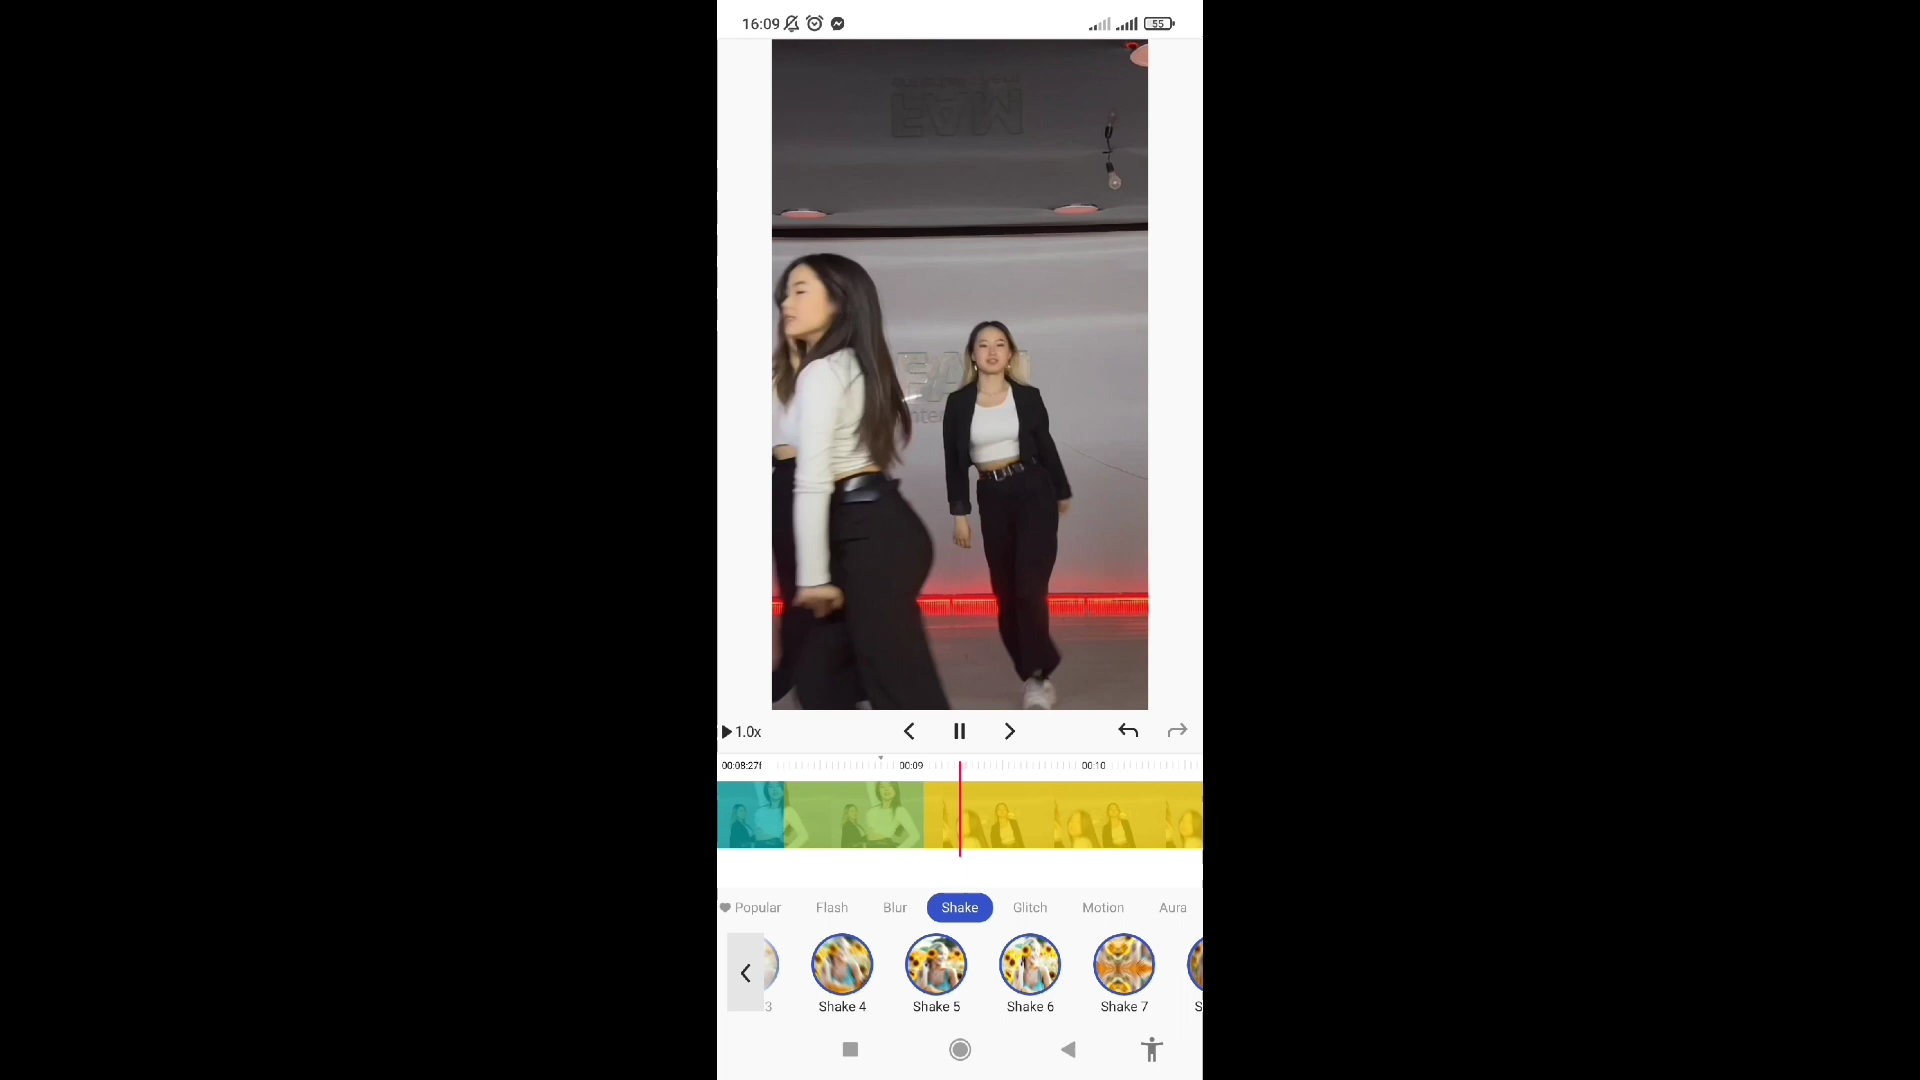 16:09
55
1.0x
00:08:27f
00:09
00:10
Popular
Flash
Blur
Shake
Glitch
Motion
Aura
3
Shake 4
Shake 5
Shake 6
Shake 7
S